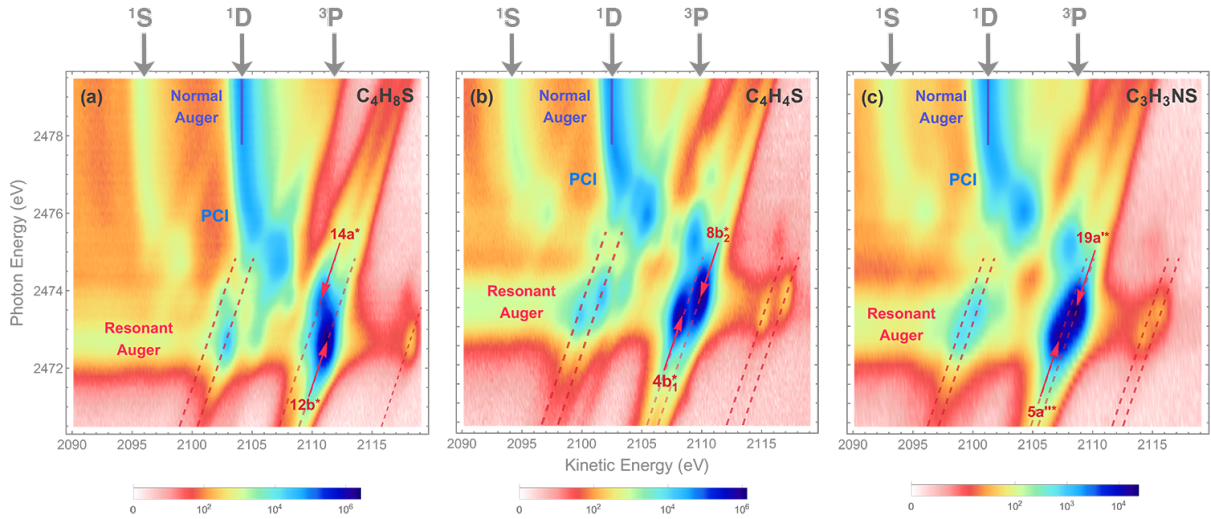 ¹S ¹D ³P ¹S ¹D ³P ¹S ¹D ³P
(a) Normal Auger C₄H₈S
(b) Normal Auger C₄H₄S
(c) Normal Auger C₃H₃NS
PCI
PCI
PCI
14a*
8b₂*
19a'*
Resonant Auger
Resonant Auger
Resonant Auger
12b*
4b₁*
5a''*
Photon Energy (eV)
2478
2476
2474
2472
2090 2095 2100 2105 2110 2115
2090 2095 2100 2105 2110 2115
2090 2095 2100 2105 2110 2115
Kinetic Energy (eV)
0 10² 10⁴ 10⁶
0 10² 10⁴ 10⁶
0 10² 10³ 10⁴